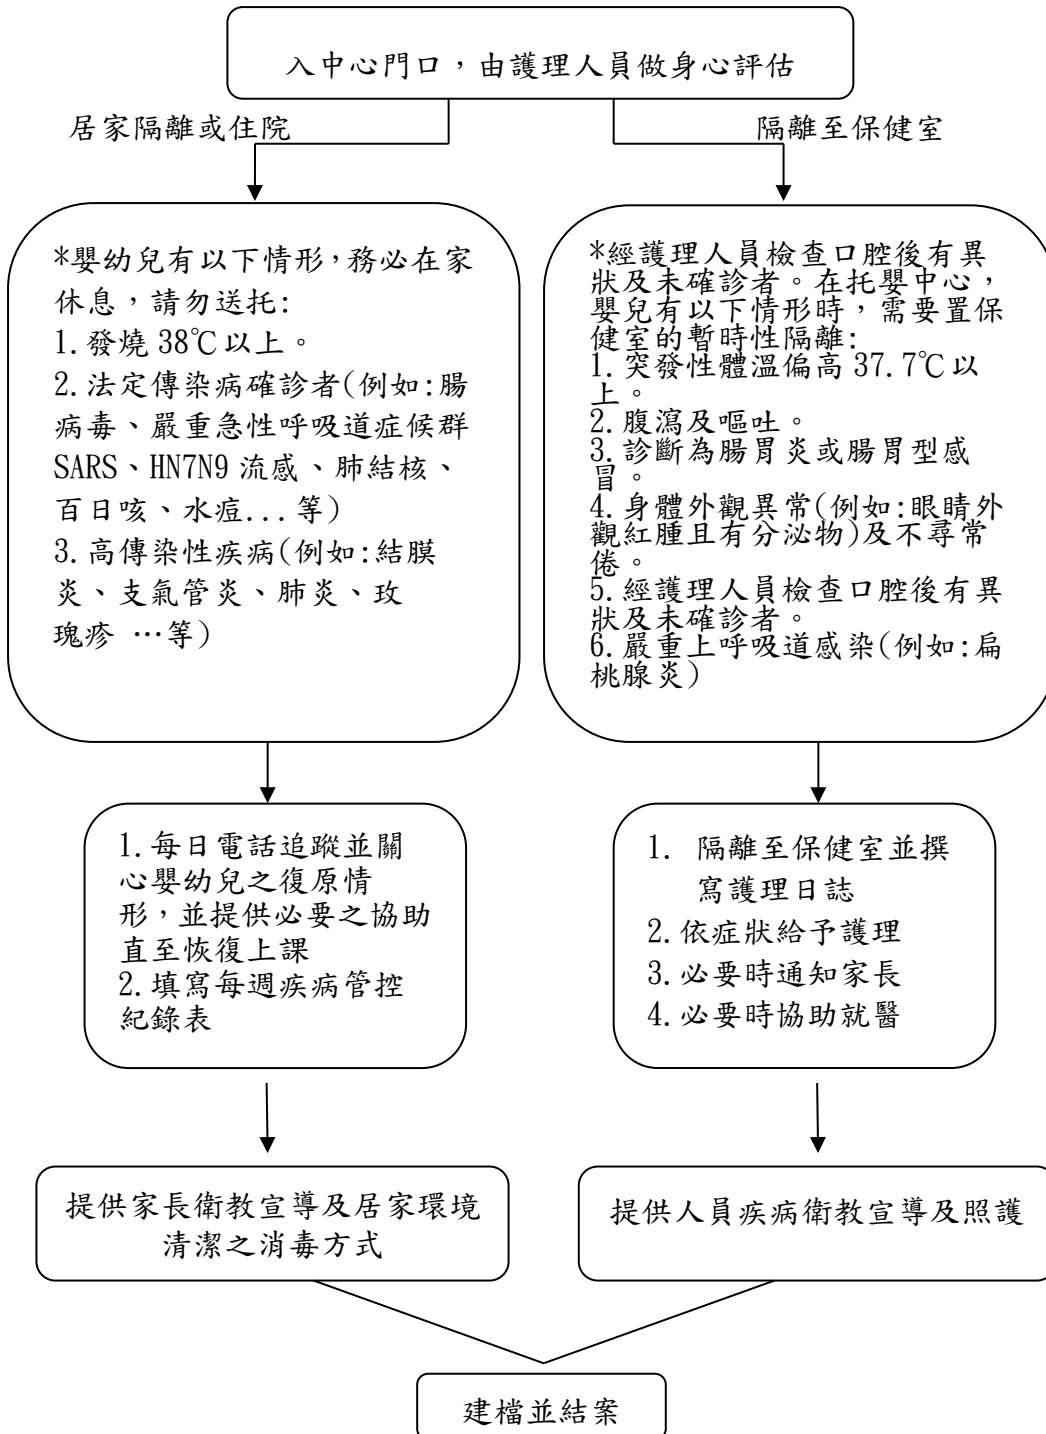 入中心門口，由護理人員做身心評估
居家隔離或住院
隔離至保健室
*嬰幼兒有以下情形，務必在家
休息，請勿送托:
1.發燒 38℃以上。
2.法定傳染病確診者(例如:腸
病毒、嚴重急性呼吸道症候群
SARS、HN7N9 流感、肺結核、
百日咳、水痘...等)
3.高傳染性疾病(例如:結膜
炎、支氣管炎、肺炎、玫
瑰疹 …等)
*經護理人員檢查口腔後有異
狀及未確診者。在托嬰中心，
嬰兒有以下情形時，需要置保
健室的暫時性隔離:
1.突發性體溫偏高 37.7℃以
上。
2.腹瀉及嘔吐。
3.診斷為腸胃炎或腸胃型感
冒。
4.身體外觀異常(例如:眼睛外
觀紅腫且有分泌物)及不尋常
倦。
5.經護理人員檢查口腔後有異
狀及未確診者。
6.嚴重上呼吸道感染(例如:扁
桃腺炎)
1.每日電話追蹤並關
心嬰幼兒之復原情
形，並提供必要之協助
直至恢復上課
2.填寫每週疾病管控
紀錄表
1. 隔離至保健室並撰
寫護理日誌
2.依症狀給予護理
3.必要時通知家長
4.必要時協助就醫
提供家長衛教宣導及居家環境
清潔之消毒方式
提供人員疾病衛教宣導及照護
建檔並結案